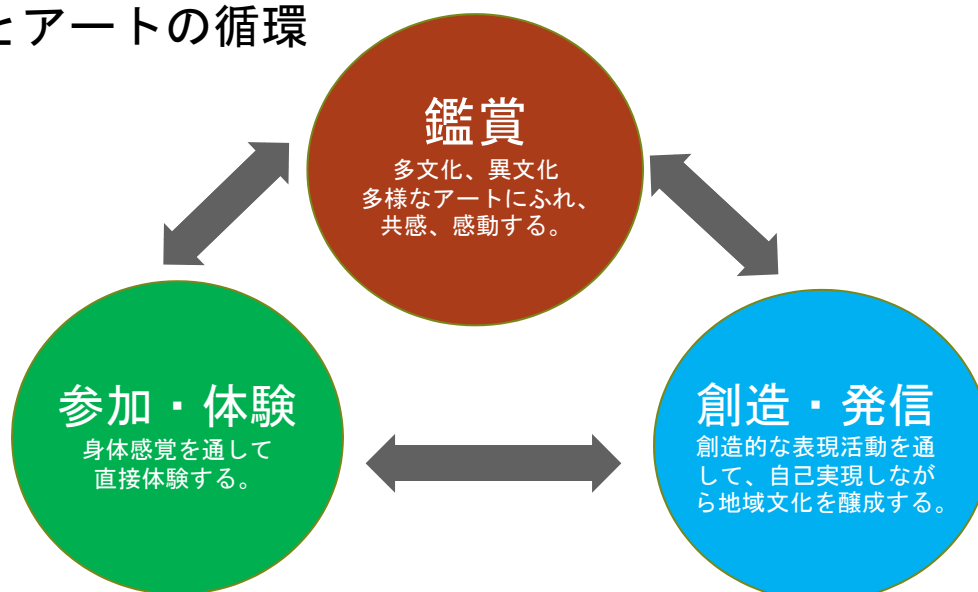 とアートの循環
鑑賞
多文化、異文化
多様なアートにふれ、
共感、感動する。
参加・体験
身体感覚を通して
直接体験する。
創造・発信
創造的な表現活動を通
して、自己実現しなが
ら地域文化を醸成する。